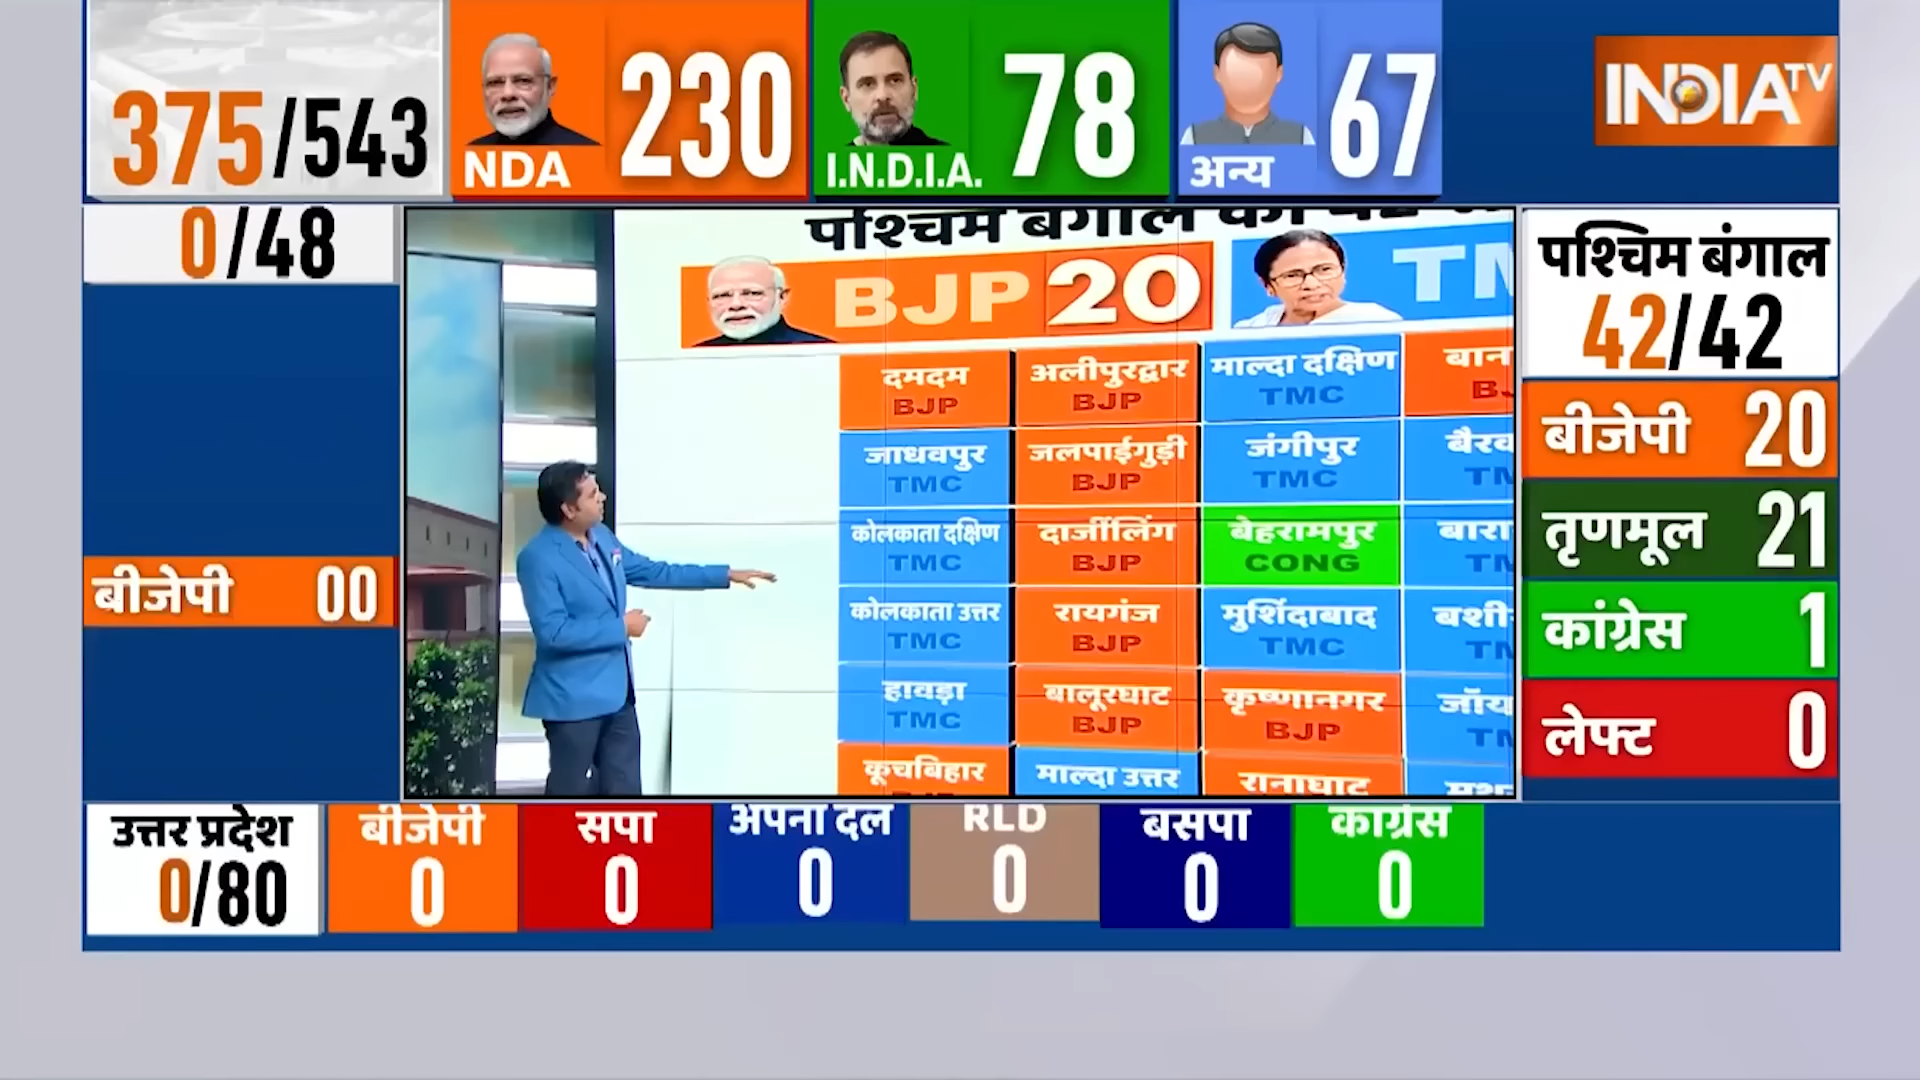 375/543
NDA
230
I.N.D.I.A.
78
अन्य
67
INDIA TV
0/48
बीजेपी 00
पश्चिम बंगाल
BJP 20
दमदम
BJP
अलीपुरद्वार
BJP
माल्दा दक्षिण
TMC
जाधवपुर
TMC
जलपाईगुड़ी
BJP
जंगीपुर
TMC
कोलकाता दक्षिण
TMC
दार्जीलिंग
BJP
बेहरामपुर
CONG
कोलकाता उत्तर
TMC
रायगंज
BJP
मुर्शिदाबाद
TMC
हावड़ा
TMC
बालूरघाट
BJP
कृष्णानगर
BJP
कूचबिहार
माल्दा उत्तर
रानाघाट
पश्चिम बंगाल
42/42
बीजेपी 20
तृणमूल 21
कांग्रेस 1
लेफ्ट 0
उत्तर प्रदेश
0/80
बीजेपी
0
सपा
0
अपना दल
0
RLD
0
बसपा
0
कांग्रेस
0